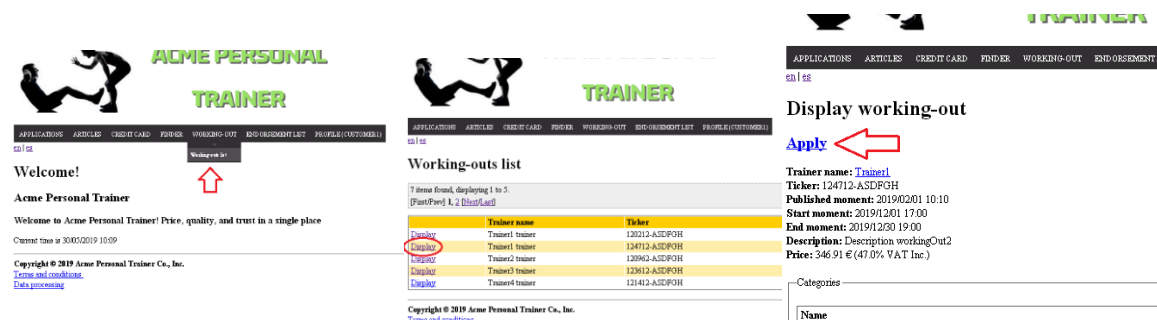 ACME PERSONAL
TRAINER
APPLICATIONS ARTICLES CREDIT CARD FINDER WORKING-OUT ENDORSEMENT LIST PROFILE (CUSTOMER1)
Working-outs list
en | es
Welcome!
Acme Personal Trainer
Welcome to Acme Personal Trainer! Price, quality, and trust in a single place
Current time is 30/05/2019 10:09
Copyright © 2019 Acme Personal Trainer Co., Inc.
Terms and conditions
Data processing
TRAINER
APPLICATIONS ARTICLES CREDIT CARD FINDER WORKING-OUT ENDORSEMENT LIST PROFILE (CUSTOMER1)
en | es
Working-outs list
7 items found, displaying 1 to 5.
[First/Prev] 1, 2 [Next/Last]
Trainer name Ticker
Display Trainer1 trainer 120212-ASDFGH
Display Trainer1 trainer 124712-ASDFGH
Display Trainer2 trainer 120962-ASDFGH
Display Trainer3 trainer 123612-ASDFGH
Display Trainer4 trainer 121412-ASDFGH
Copyright © 2019 Acme Personal Trainer Co., Inc.
Terms and conditions
TRAINER
APPLICATIONS ARTICLES CREDIT CARD FINDER WORKING-OUT ENDORSEMENT
en | es
Display working-out
Apply
Trainer name: Trainer1
Ticker: 124712-ASDFGH
Published moment: 2019/02/01 10:10
Start moment: 2019/12/01 17:00
End moment: 2019/12/30 19:00
Description: Description workingOut2
Price: 346.91 € (47.0% VAT Inc.)
Categories
Name